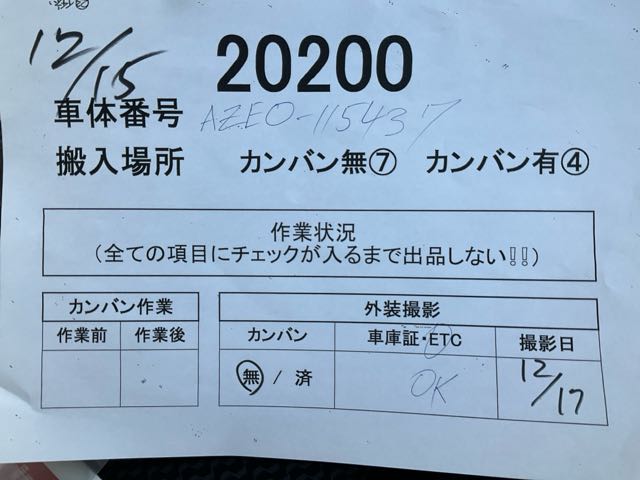 12/15
20200
車体番号 AZEO-115437
搬入場所 カンバン無⑦ カンバン有④
作業状況
(全ての項目にチェックが入るまで出品しない!!)
カンバン作業
作業前 作業後
外装撮影
カンバン 車庫証・ETC 撮影日
無 / 済 OK 12/17